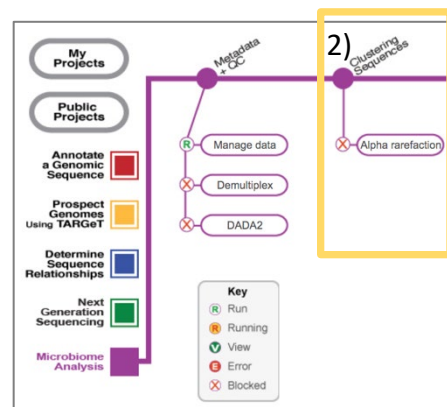 My
Projects
Public
Projects
Annotate
a Genomic
Sequence
Prospect
Genomes
Using TARGeT
Determine
Sequence
Relationships
Next
Generation
Sequencing
Microbiome
Analysis
Metadata
+ QC
R Manage data
Demultiplex
DADA2
2)
Clustering
Sequences
Alpha rarefaction
Key
R Run
R Running
V View
E Error
X Blocked